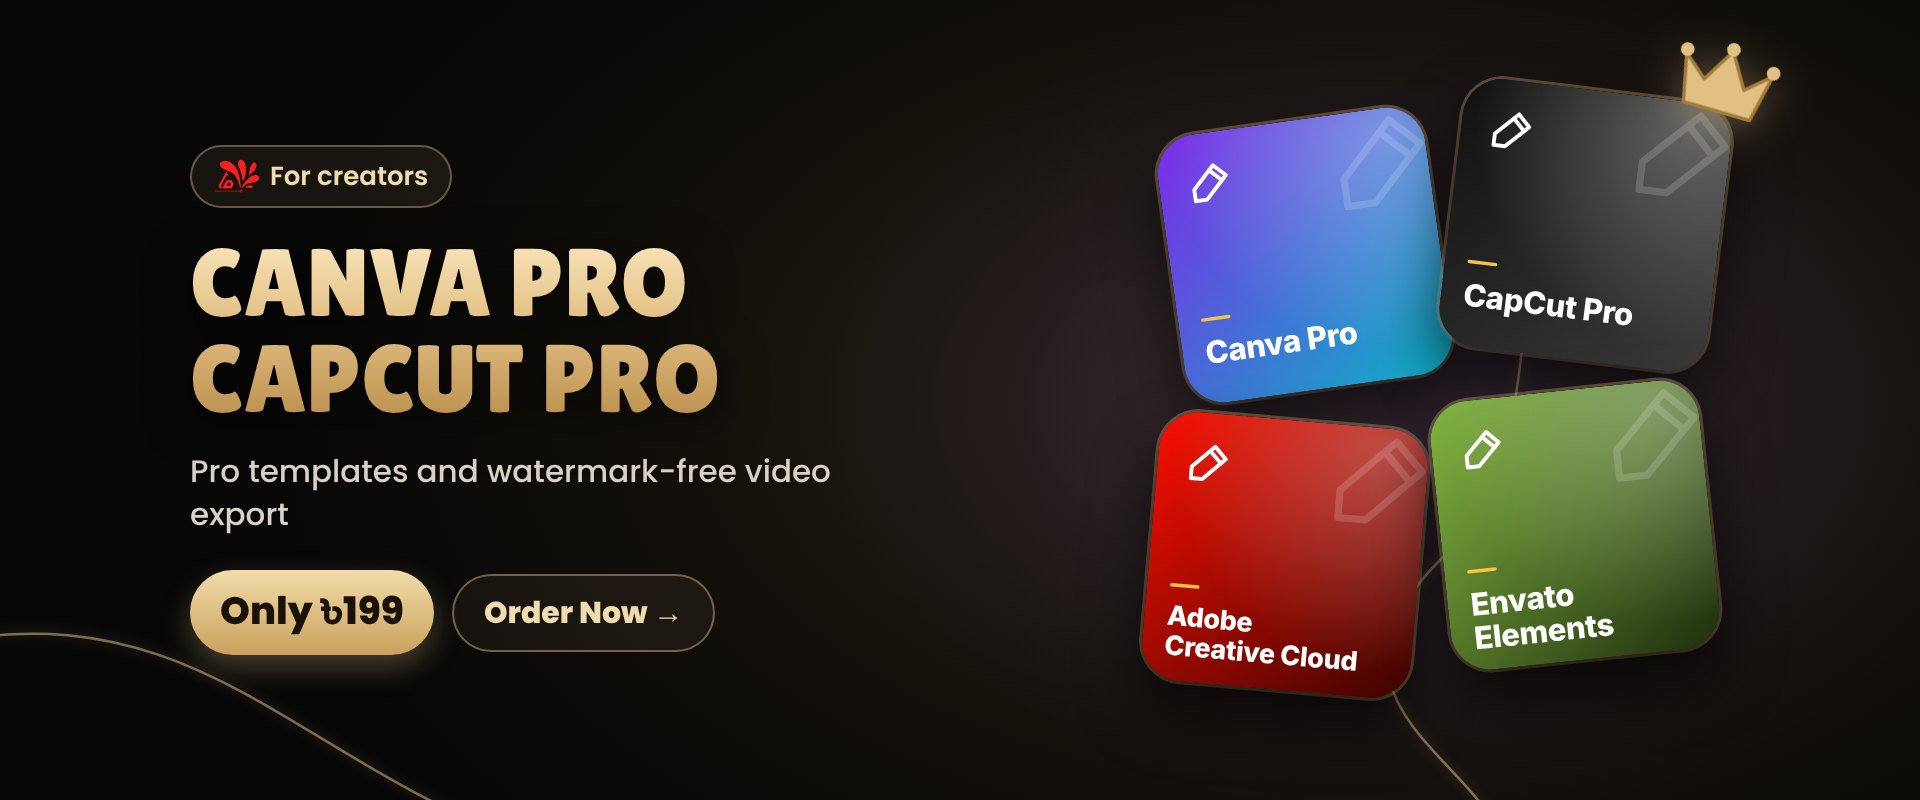 For creators
CANVA PRO
CAPCUT PRO
Pro templates and watermark-free video
export
Only ৳199
Order Now →
Canva Pro
CapCut Pro
Adobe
Creative Cloud
Envato
Elements